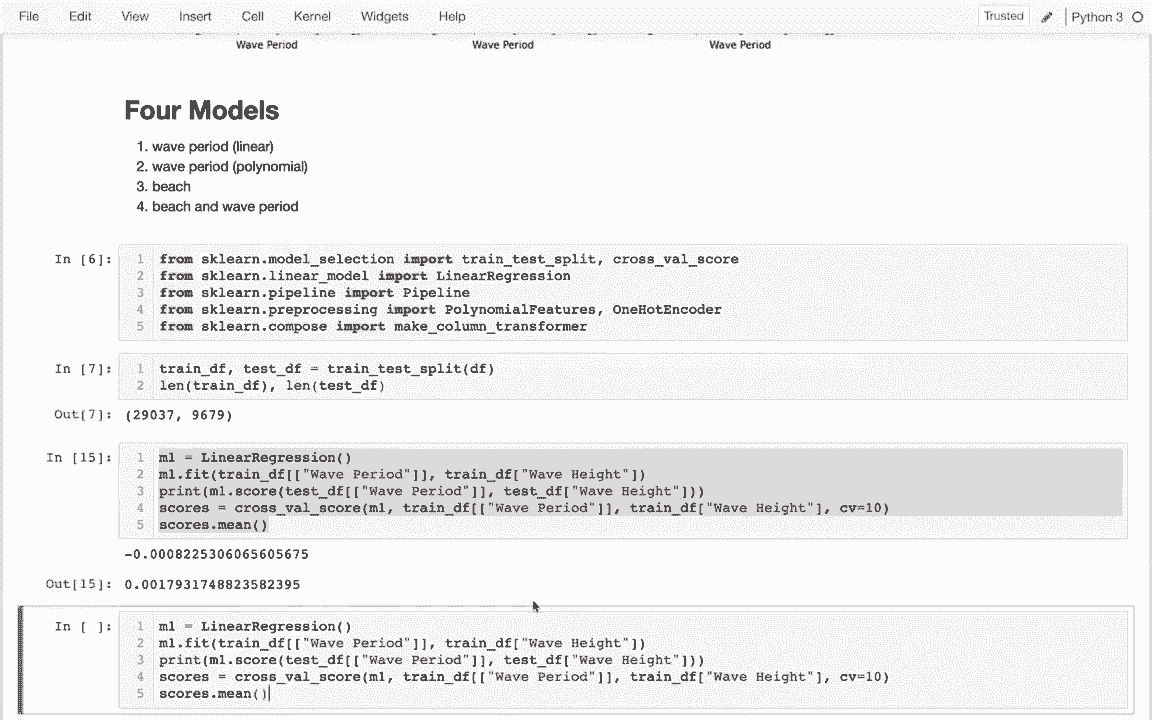 File Edit View Insert Cell Kernel Widgets Help Trusted Python 3
Wave Period Wave Period Wave Period
Four Models
1. wave period (linear)
2. wave period (polynomial)
3. beach
4. beach and wave period
In [6]: 1 from sklearn.model_selection import train_test_split, cross_val_score
2 from sklearn.linear_model import LinearRegression
3 from sklearn.pipeline import Pipeline
4 from sklearn.preprocessing import PolynomialFeatures, OneHotEncoder
5 from sklearn.compose import make_column_transformer
In [7]: 1 train_df, test_df = train_test_split(df)
2 len(train_df), len(test_df)
Out[7]: (29037, 9679)
In [15]: 1 m1 = LinearRegression()
2 m1.fit(train_df[["Wave Period"]], train_df["Wave Height"])
3 print(m1.score(test_df[["Wave Period"]], test_df["Wave Height"]))
4 scores = cross_val_score(m1, train_df[["Wave Period"]], train_df["Wave Height"], cv=10)
5 scores.mean()
-0.0008225306065605675
Out[15]: 0.0017931748823582395
In [ ]: 1 m1 = LinearRegression()
2 m1.fit(train_df[["Wave Period"]], train_df["Wave Height"])
3 print(m1.score(test_df[["Wave Period"]], test_df["Wave Height"]))
4 scores = cross_val_score(m1, train_df[["Wave Period"]], train_df["Wave Height"], cv=10)
5 scores.mean()